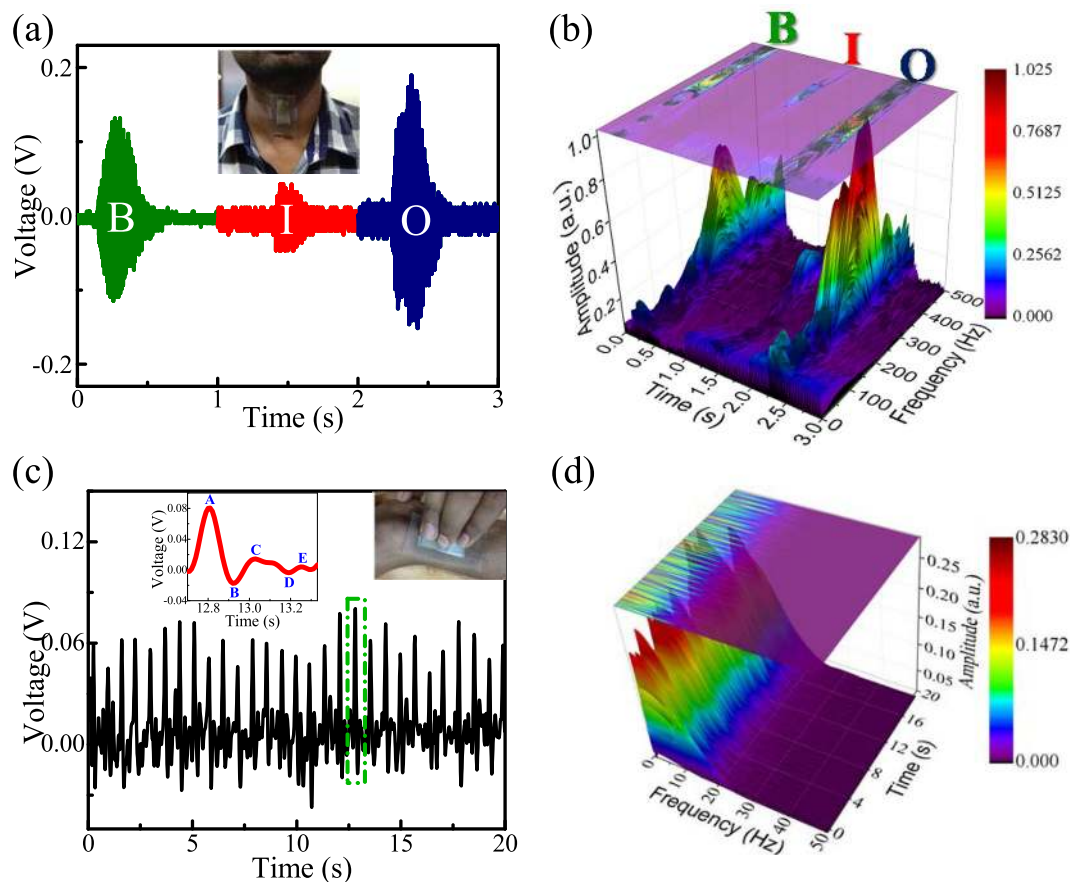 (a)
0.2
0.0
-0.2
Voltage (V)
B
I
O
0
1
2
3
Time (s)
(b)
B
I
O
1.0
0.8
0.6
0.4
0.2
Amplitude (a.u.)
0.0
0.5
1.0
1.5
2.0
2.5
3.0
Time (s)
0
100
200
300
400
500
Frequency (Hz)
1.025
0.7687
0.5125
0.2562
0.000
(c)
0.12
0.06
0.00
Voltage (V)
0.08
0.04
0.00
-0.04
Voltage (V)
A
B
C
D
E
12.8
13.0
13.2
Time (s)
0
5
10
15
20
Time (s)
(d)
0.25
0.20
0.15
0.10
0.05
Amplitude (a.u.)
0
10
20
30
40
50
Frequency (Hz)
0
4
8
12
16
20
Time (s)
0.2830
0.1472
0.000